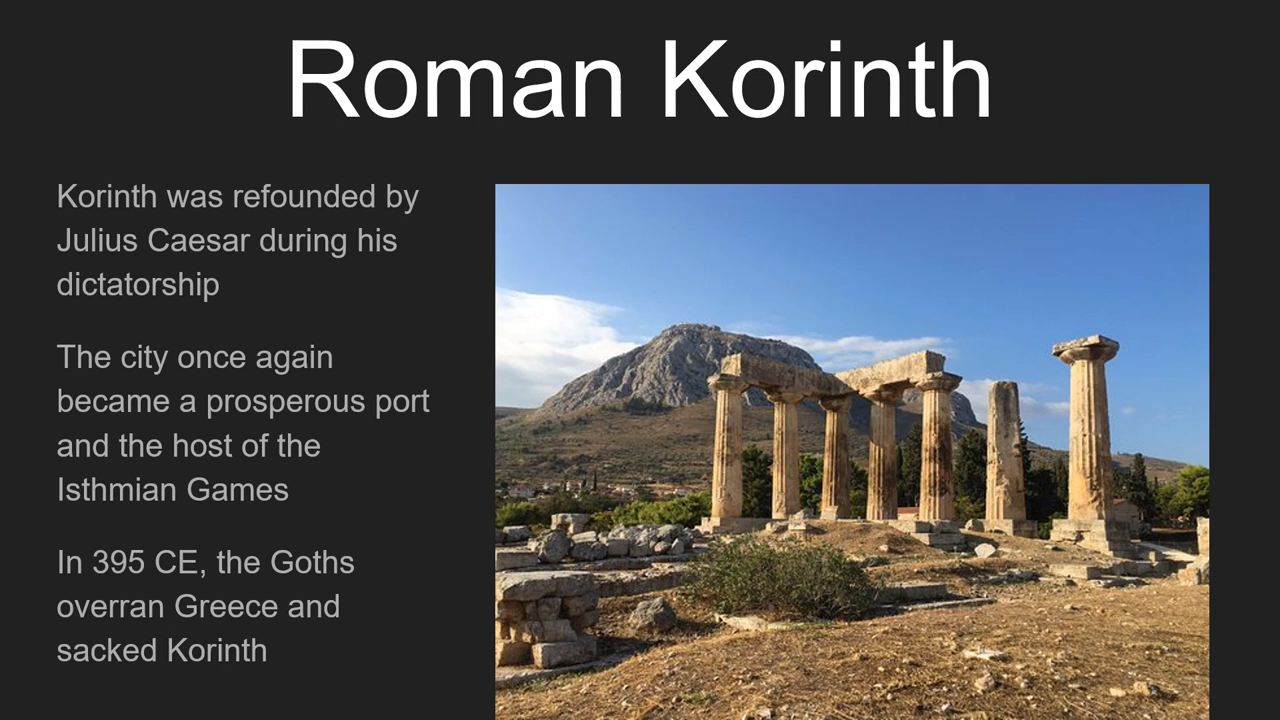 Roman Korinth
Korinth was refounded by
Julius Caesar during his
dictatorship
The city once again
became a prosperous port
and the host of the
Isthmian Games
In 395 CE, the Goths
overran Greece and
sacked Korinth